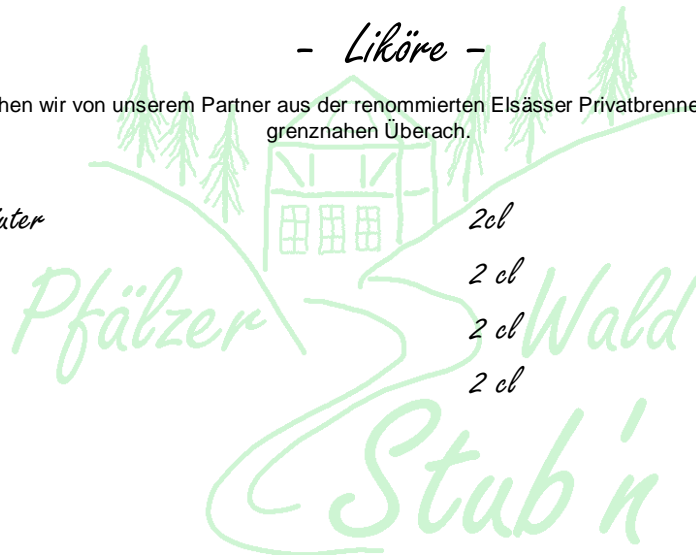 - Liköre -
hen wir von unserem Partner aus der renommierten Elsässer Privatbrenne
grenznahen Überach.
uter 2cl
2 cl
2 cl
2 cl
Pfälzer Wald
Stub'n